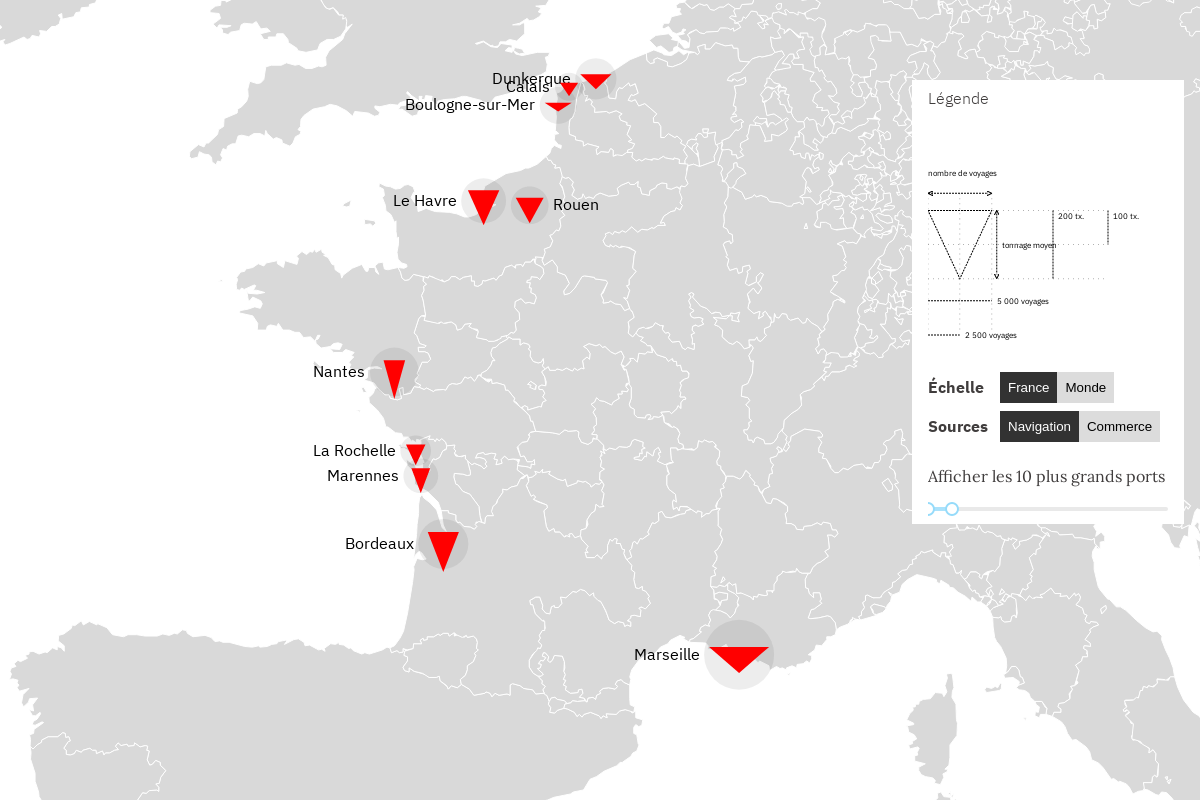 Dunkerque
Calais
Boulogne-sur-Mer
Le Havre
Rouen
Nantes
La Rochelle
Marennes
Bordeaux
Marseille
Légende
nombre de voyages
200 tx.
100 tx.
tonnage moyen
5 000 voyages
2 500 voyages
Échelle France Monde
Sources Navigation Commerce
Afficher les 10 plus grands ports